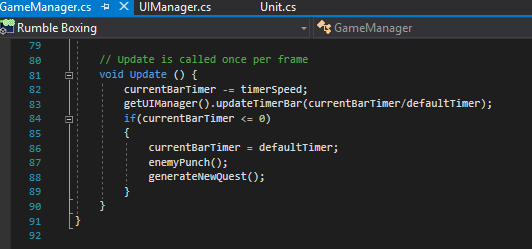 GameManager.cs UIManager.cs Unit.cs
Rumble Boxing GameManager
79
80 // Update is called once per frame
81 void Update () {
82 currentBarTimer -= timerSpeed;
83 getUIManager().updateTimerBar(currentBarTimer/defaultTimer);
84 if(currentBarTimer <= 0)
85 {
86 currentBarTimer = defaultTimer;
87 enemyPunch();
88 generateNewQuest();
89 }
90 }
91 }
92